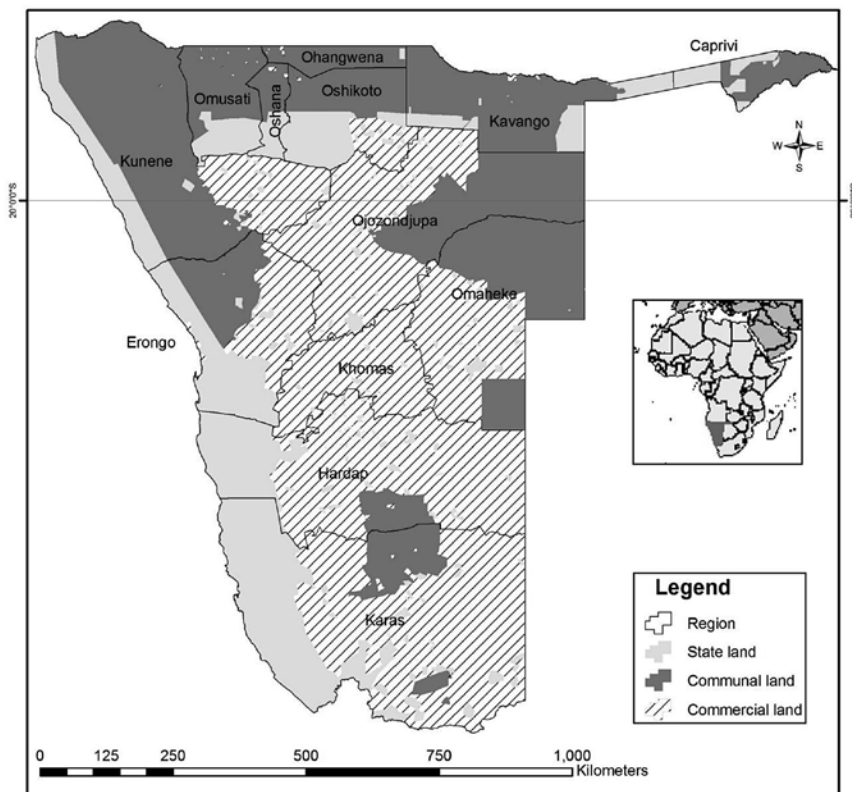 Caprivi
Ohangwena
Omusati
Oshana
Oshikoto
Kavango
N
W E
S
Kunene
20°0'0"S
Ojozondjupa
Omaheke
Erongo
Khomas
Hardap
Karas
Legend
Region
State land
Communal land
Commercial land
0 125 250 500 750 1,000
Kilometers